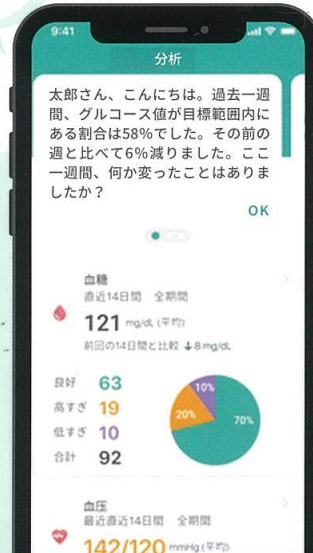 9:41
分析
太郎さん、こんにちは。過去一週
間、グルコース値が目標範囲内に
ある割合は58%でした。その前の
週と比べて6%減りました。ここ
一週間、何か変ったことはありま
したか?
OK
血糖
直近14日間 全期間
121 mg/dL (平均)
前回の14日間と比較 ↓8 mg/dL
良好 63
高すぎ 19
低すぎ 10
合計 92
10%
20%
70%
血圧
最近直近14日間 全期間
142/120 mmHg (平均)